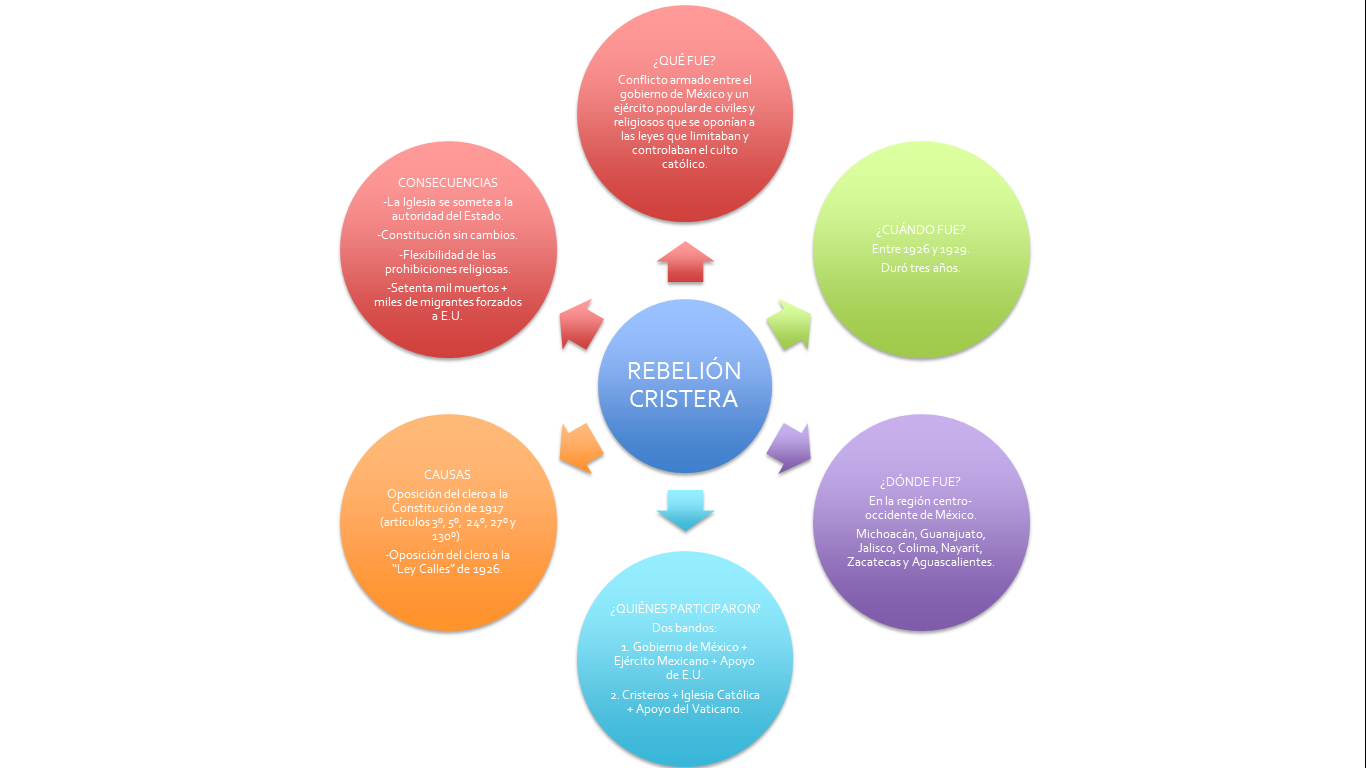 ¿QUÉ FUE?
Conflicto armado entre el
gobierno de México y un
ejército popular de civiles y
religiosos que se oponían a
las leyes que limitaban y
controlaban el culto
católico.
¿CUÁNDO FUE?
Entre 1926 y 1929.
Duró tres años.
¿DÓNDE FUE?
En la región centro-
occidente de México.
Michoacán, Guanajuato,
Jalisco, Colima, Nayarit,
Zacatecas y Aguascalientes.
¿QUIÉNES PARTICIPARON?
Dos bandos:
1. Gobierno de México +
Ejército Mexicano + Apoyo
de E.U.
2. Cristeros + Iglesia Católica
+ Apoyo del Vaticano.
CAUSAS
Oposición del clero a la
Constitución de 1917
(artículos 3º, 5º, 24º, 27º y
130º).
-Oposición del clero a la
“Ley Calles” de 1926.
CONSECUENCIAS
-La Iglesia se somete a la
autoridad del Estado.
-Constitución sin cambios.
-Flexibilidad de las
prohibiciones religiosas.
-Setenta mil muertos +
miles de migrantes forzados
a E.U.
REBELIÓN
CRISTERA